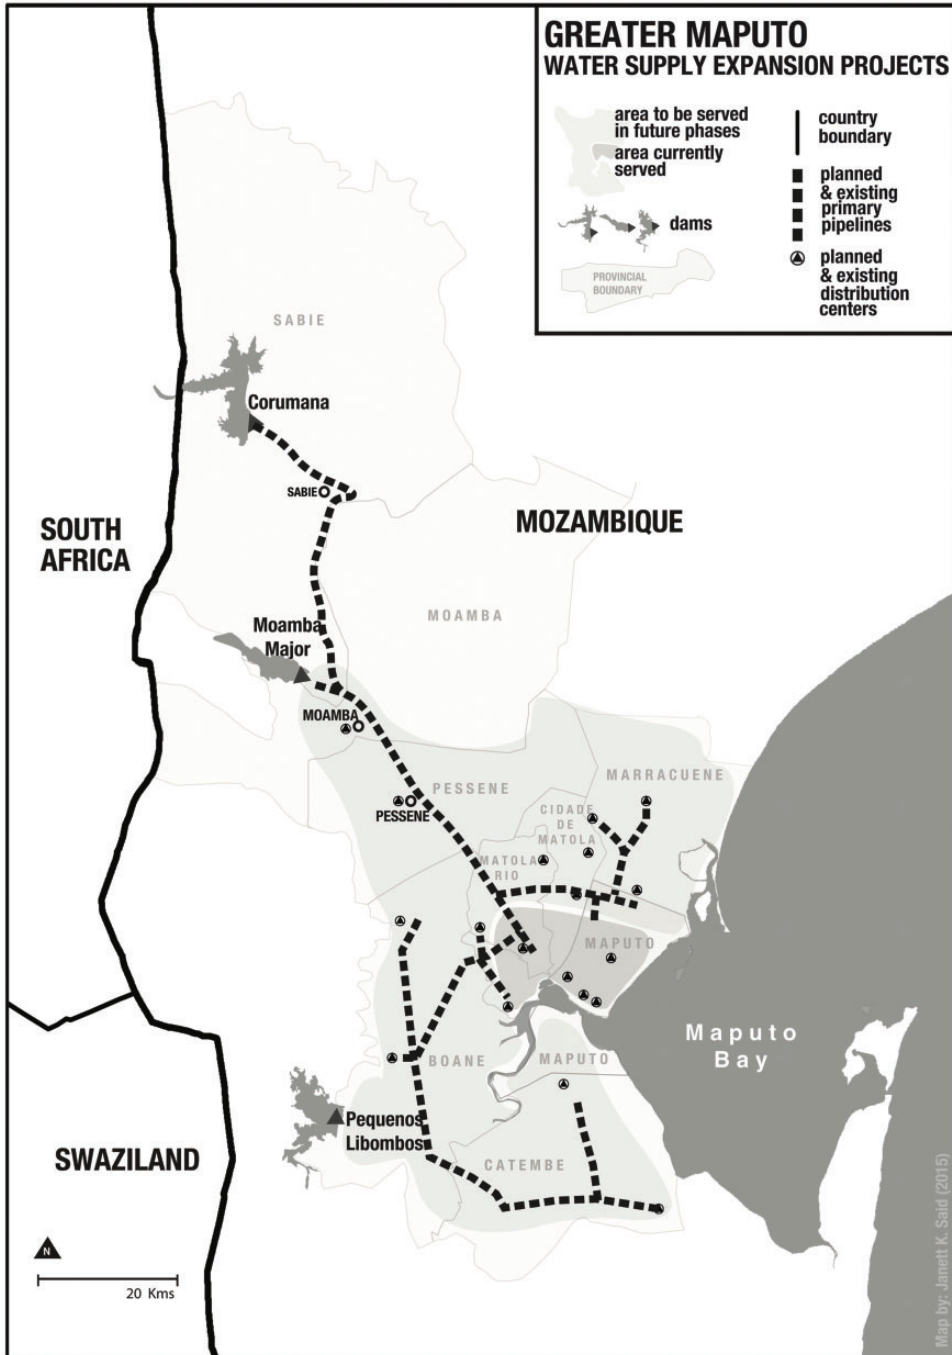 GREATER MAPUTO
WATER SUPPLY EXPANSION PROJECTS
area to be served
in future phases
area currently
served
dams
PROVINCIAL
BOUNDARY
country
boundary
planned
& existing
primary
pipelines
planned
& existing
distribution
centers
SABIE
Corumana
SABIE
SOUTH
AFRICA
MOZAMBIQUE
MOAMBA
Moamba
Major
MOAMBA
PESSENE
MARRACUENE
PESSENE
CIDADE
DE
MATOLA
MATOLA
RIO
MAPUTO
Maputo
Bay
BOANE
MAPUTO
Pequenos
Libombos
CATEMBE
SWAZILAND
N
20 Kms
Map by: Janett K. Said (2015)